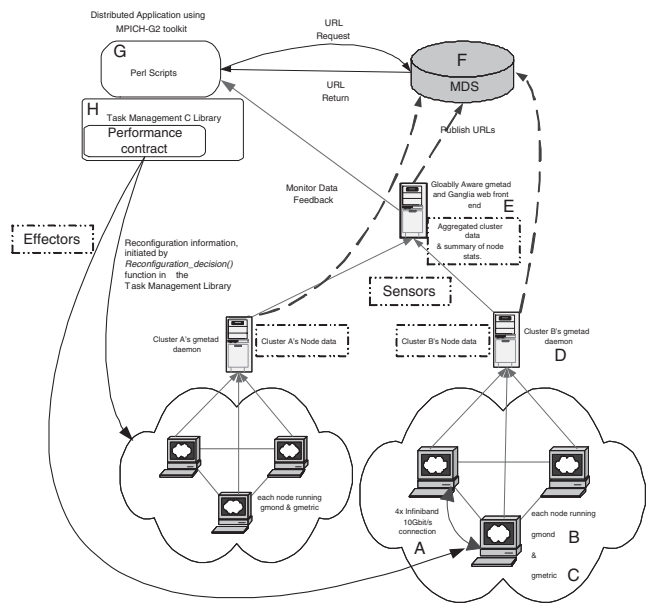 Distributed Application using
MPICH-G2 toolkit
G
Perl Scripts
URL
Request
F
MDS
URL
Return
H
Task Management C Library
Performance
contract
Publish URLs
Monitor Data
Feedback
Gloablly Aware gmetad
and Ganglia web front
end
E
Aggregated cluster
data
& summary of node
stats.
Effectors
Reconfiguration information,
initiated by
Reconfiguration_decision()
function in the
Task Management Library
Sensors
Cluster A's gmetad
daemon
Cluster A's Node data
Cluster B's Node data
Cluster B's gmetad
daemon
D
each node running
gmond & gmetric
4x Infiniband
10Gbit/s
connection
A
each node running
gmond
B
&
gmetric
C